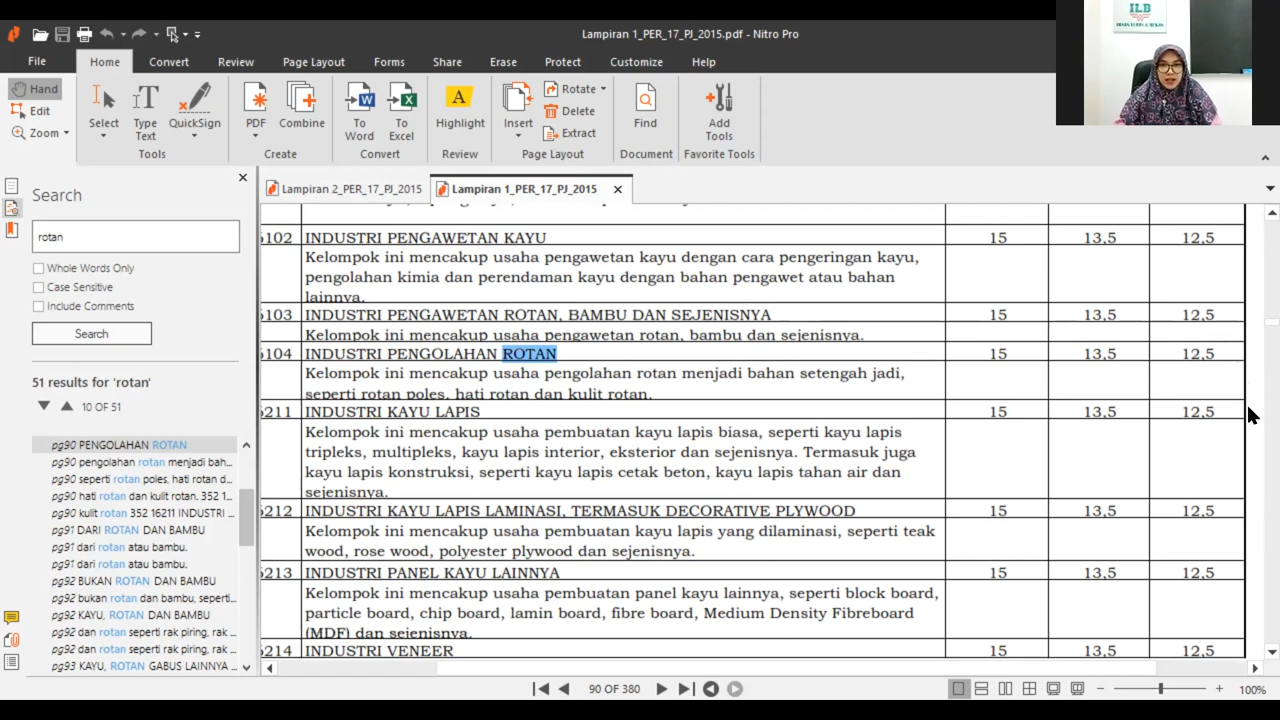 Lampiran 1_PER_17_PJ_2015.pdf - Nitro Pro
ILB
File Home Convert Review Page Layout Forms Share Erase Protect Customize Help
Hand
Edit
Zoom
Select
Type Text
QuickSign
Tools
PDF
Combine
Create
To Word
To Excel
Convert
Highlight
Review
Insert
Rotate
Delete
Extract
Page Layout
Find
Document
Add Tools
Favorite Tools
Lampiran 2_PER_17_PJ_2015
Lampiran 1_PER_17_PJ_2015
Search
rotan
Whole Words Only
Case Sensitive
Include Comments
Search
51 results for 'rotan'
10 OF 51
pg90 PENGOLAHAN ROTAN
pg90 pengolahan rotan menjadi bah...
pg90 seperti rotan poles, hati rotan d...
pg90 hati rotan dan kulit rotan. 352 1...
pg90 kulit rotan 352 16211 INDUSTRI ...
pg91 DARI ROTAN DAN BAMBU
pg91 dari rotan atau bambu.
pg91 dari rotan atau bambu.
pg92 BUKAN ROTAN DAN BAMBU
pg92 bukan rotan dan bambu, seperti...
pg92 KAYU, ROTAN DAN BAMBU
pg92 dan rotan seperti rak piring, rak ...
pg92 dan rotan seperti rak piring, rak ...
pg93 KAYU, ROTAN GABUS LAINNYA ...
6102 INDUSTRI PENGAWETAN KAYU 15 13,5 12,5
Kelompok ini mencakup usaha pengawetan kayu dengan cara pengeringan kayu,
pengolahan kimia dan perendaman kayu dengan bahan pengawet atau bahan
lainnya.
6103 INDUSTRI PENGAWETAN ROTAN, BAMBU DAN SEJENISNYA 15 13,5 12,5
Kelompok ini mencakup usaha pengawetan rotan, bambu dan sejenisnya.
6104 INDUSTRI PENGOLAHAN ROTAN 15 13,5 12,5
Kelompok ini mencakup usaha pengolahan rotan menjadi bahan setengah jadi,
seperti rotan poles, hati rotan dan kulit rotan.
6211 INDUSTRI KAYU LAPIS 15 13,5 12,5
Kelompok ini mencakup usaha pembuatan kayu lapis biasa, seperti kayu lapis
tripleks, multipleks, kayu lapis interior, eksterior dan sejenisnya. Termasuk juga
kayu lapis konstruksi, seperti kayu lapis cetak beton, kayu lapis tahan air dan
sejenisnya.
6212 INDUSTRI KAYU LAPIS LAMINASI, TERMASUK DECORATIVE PLYWOOD 15 13,5 12,5
Kelompok ini mencakup usaha pembuatan kayu lapis yang dilaminasi, seperti teak
wood, rose wood, polyester plywood dan sejenisnya.
6213 INDUSTRI PANEL KAYU LAINNYA 15 13,5 12,5
Kelompok ini mencakup usaha pembuatan panel kayu lainnya, seperti block board,
particle board, chip board, lamin board, fibre board, Medium Density Fibreboard
(MDF) dan sejenisnya.
6214 INDUSTRI VENEER 15 13,5 12,5
90 OF 380
100%